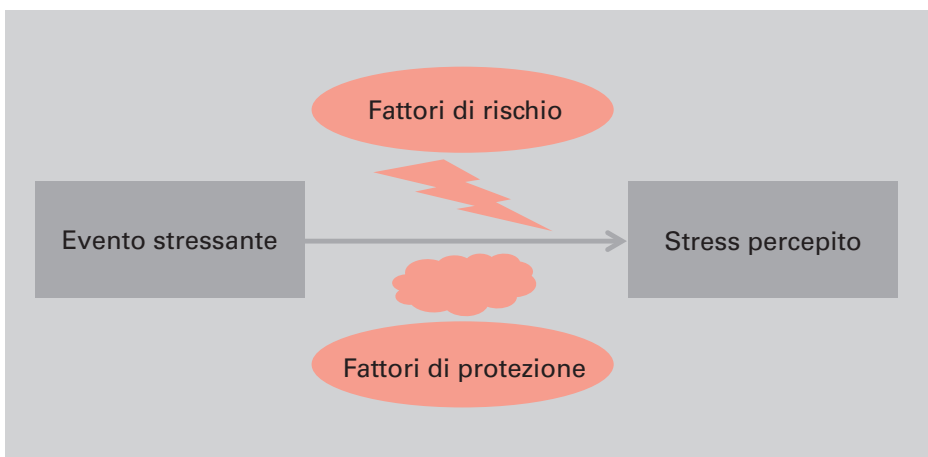 Fattori di rischio
Evento stressante
Stress percepito
Fattori di protezione